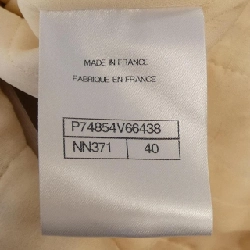 MADE IN FRANCE
FABRIQUE EN FRANCE
P74854V66438
NN371 40